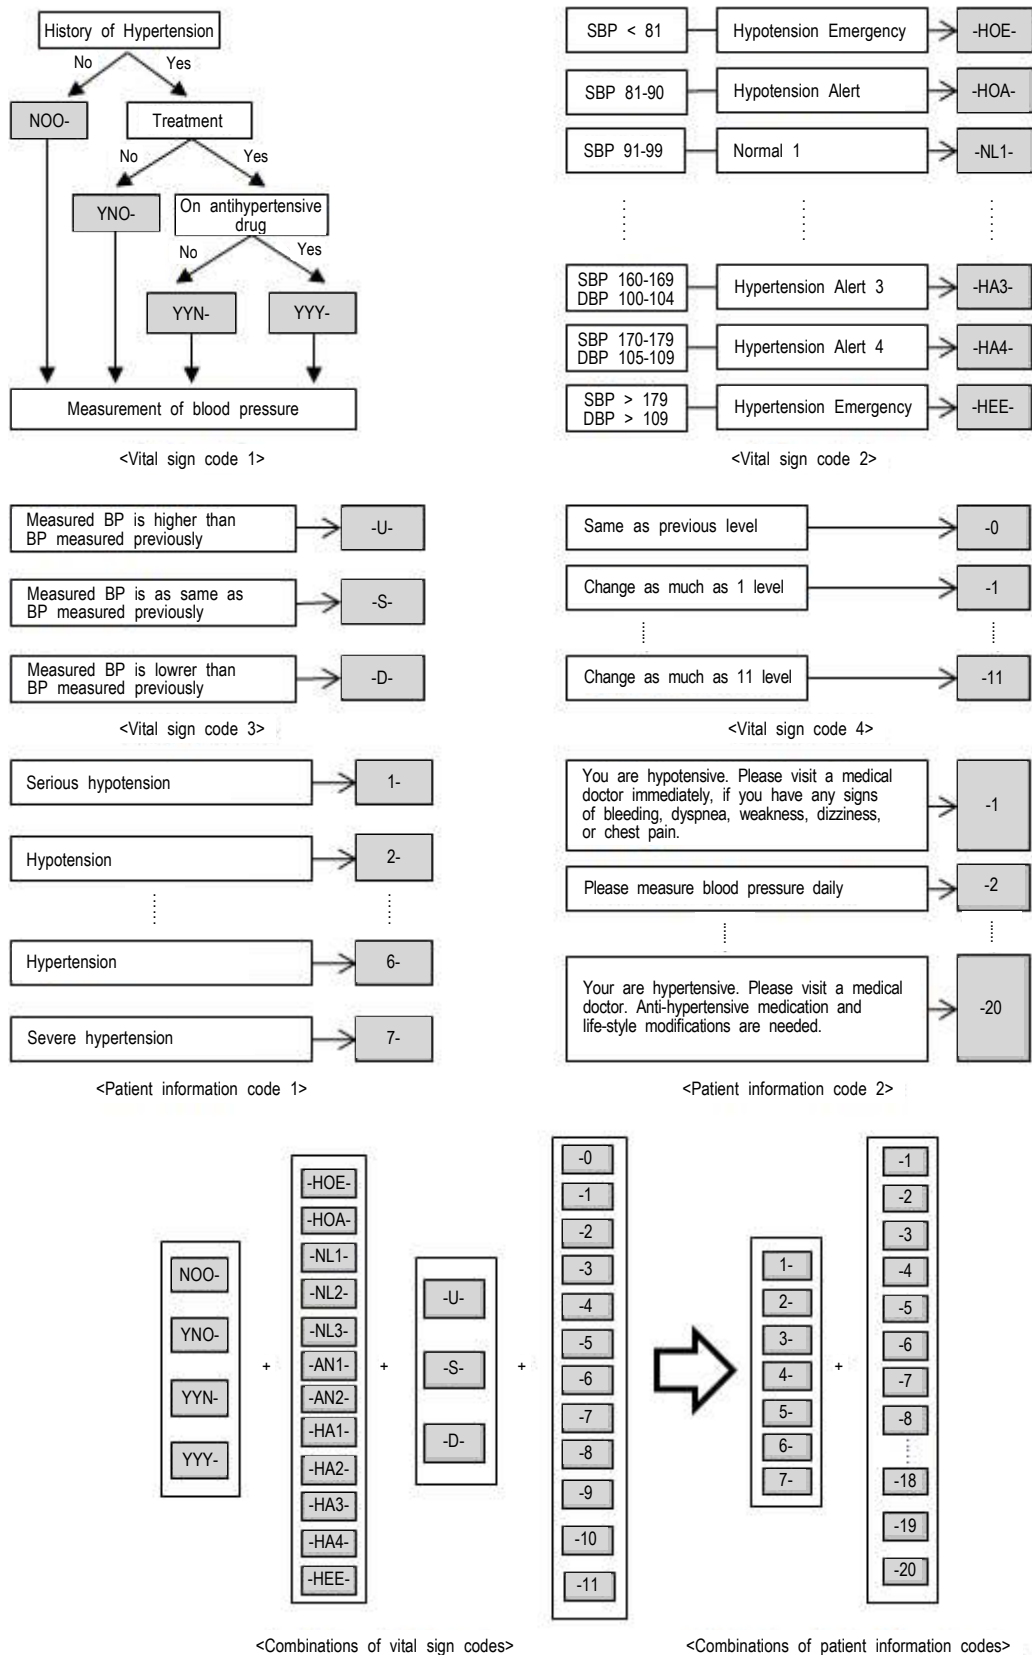 History of Hypertension
No Yes
NOO- Treatment
No Yes
YNO- On antihypertensive
drug
No Yes
YYN- YYY-
Measurement of blood pressure
<Vital sign code 1>
SBP < 81 Hypotension Emergency -HOE-
SBP 81-90 Hypotension Alert -HOA-
SBP 91-99 Normal 1 -NL1-
SBP 160-169
DBP 100-104 Hypertension Alert 3 -HA3-
SBP 170-179
DBP 105-109 Hypertension Alert 4 -HA4-
SBP > 179
DBP > 109 Hypertension Emergency -HEE-
<Vital sign code 2>
Measured BP is higher than
BP measured previously -U-
Measured BP is as same as
BP measured previously -S-
Measured BP is lowrer than
BP measured previously -D-
<Vital sign code 3>
Same as previous level -0
Change as much as 1 level -1
Change as much as 11 level -11
<Vital sign code 4>
Serious hypotension 1-
Hypotension 2-
Hypertension 6-
Severe hypertension 7-
<Patient information code 1>
You are hypotensive. Please visit a medical
doctor immediately, if you have any signs
of bleeding, dyspnea, weakness, dizziness,
or chest pain.
-1
Please measure blood pressure daily -2
Your are hypertensive. Please visit a medical
doctor. Anti-hypertensive medication and
life-style modifications are needed.
-20
<Patient information code 2>
NOO-
YNO-
YYN-
YYY-
+
-HOE-
-HOA-
-NL1-
-NL2-
-NL3-
-AN1-
-AN2-
-HA1-
-HA2-
-HA3-
-HA4-
-HEE-
+
-U-
-S-
-D-
+
-0
-1
-2
-3
-4
-5
-6
-7
-8
-9
-10
-11
<Combinations of vital sign codes>
1-
2-
3-
4-
5-
6-
7-
+
-1
-2
-3
-4
-5
-6
-7
-8
-18
-19
-20
<Combinations of patient information codes>